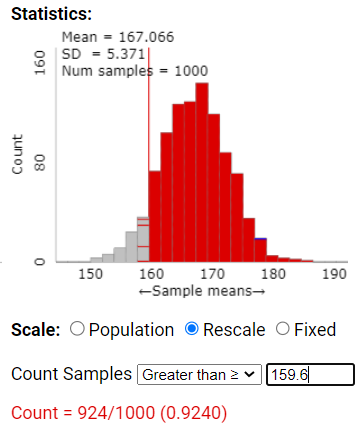 Statistics:
Mean = 167.066
SD = 5.371
Num samples = 1000
160
80
0
Count
150 160 170 180 190
←Sample means→
Scale: Population Rescale Fixed
Count Samples Greater than ≥ 159.6
Count = 924/1000 (0.9240)